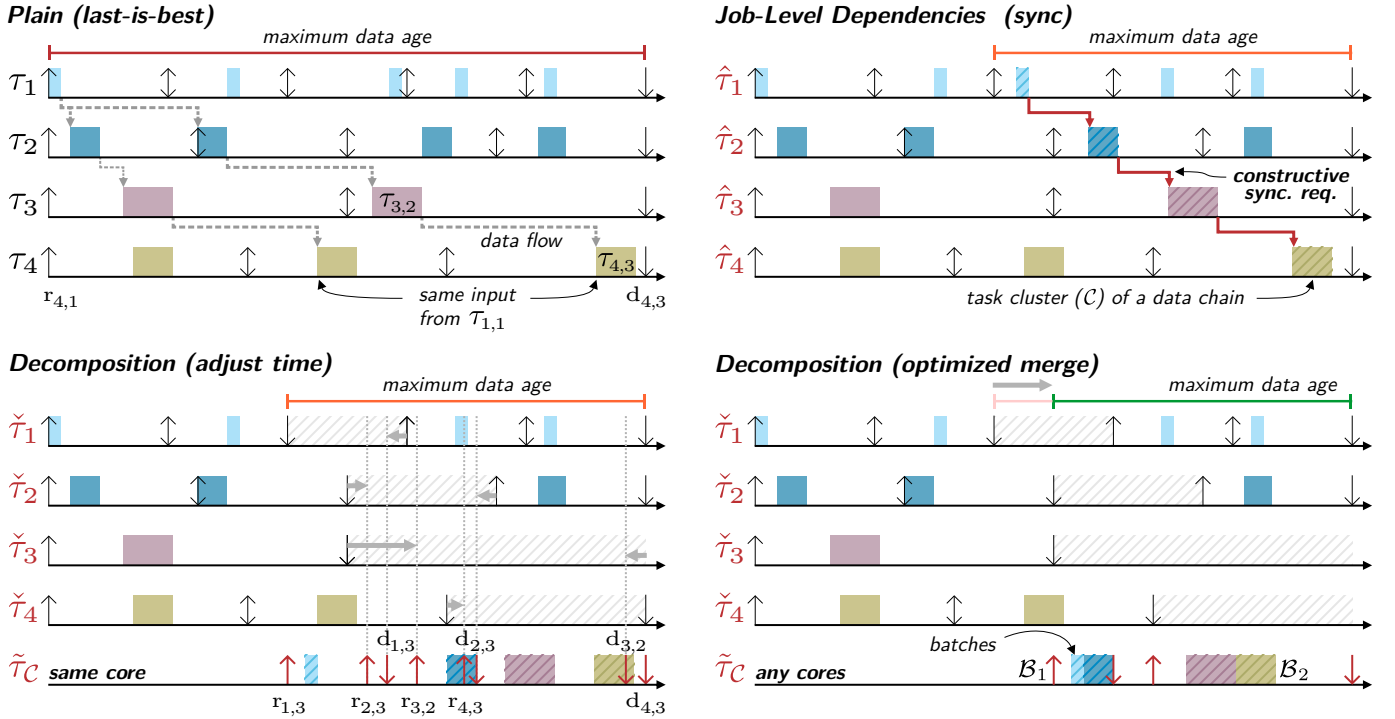 Plain (last-is-best)
maximum data age
τ1
τ2
τ3
τ3,2
data flow
τ4
τ4,3
r4,1
same input
from τ1,1
d4,3
Job-Level Dependencies (sync)
maximum data age
τ̂1
τ̂2
constructive
sync. req.
τ̂3
τ̂4
task cluster (𝒞) of a data chain
Decomposition (adjust time)
maximum data age
τ̌1
τ̌2
τ̌3
τ̌4
d1,3
d2,3
d3,2
τ̃𝒞 same core
r1,3
r2,3
r3,2
r4,3
d4,3
Decomposition (optimized merge)
maximum data age
τ̌1
τ̌2
τ̌3
τ̌4
batches
τ̃𝒞 any cores
ℬ1
ℬ2